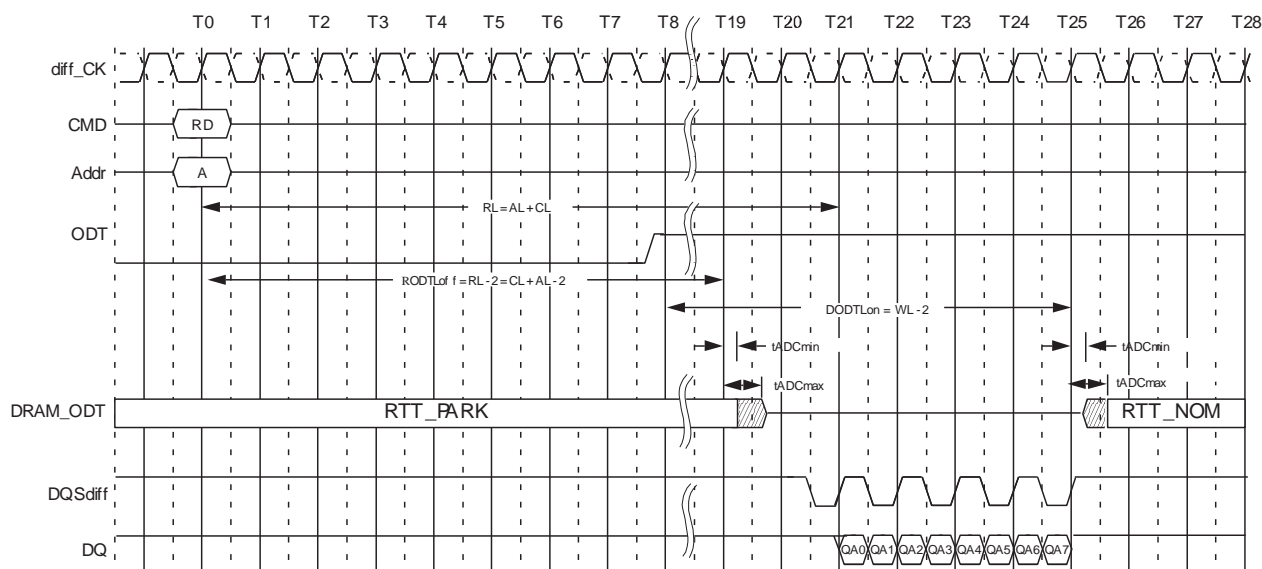 T0 T1 T2 T3 T4 T5 T6 T7 T8 T19 T20 T21 T22 T23 T24 T25 T26 T27 T28
diff_CK
CMD RD
Addr A
RL=AL+CL
ODT
RODTLoff=RL-2=CL+AL-2
DODTLon = WL-2
tADCmin tADCmin
tADCmax tADCmax
DRAM_ODT RTT_PARK RTT_NOM
DQSdiff
DQ QA0 QA1 QA2 QA3 QA4 QA5 QA6 QA7